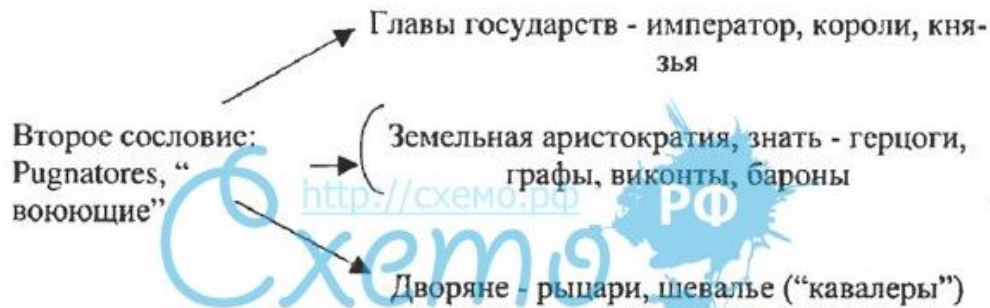 Главы государств - император, короли, кня-
зья
Второе сословие:
Pugnatores, “
воюющие”
Земельная аристократия, знать - герцоги,
графы, виконты, бароны
http://схемо.рф
Схемо
РФ
Дворяне - рыцари, шевалье (“кавалеры”)